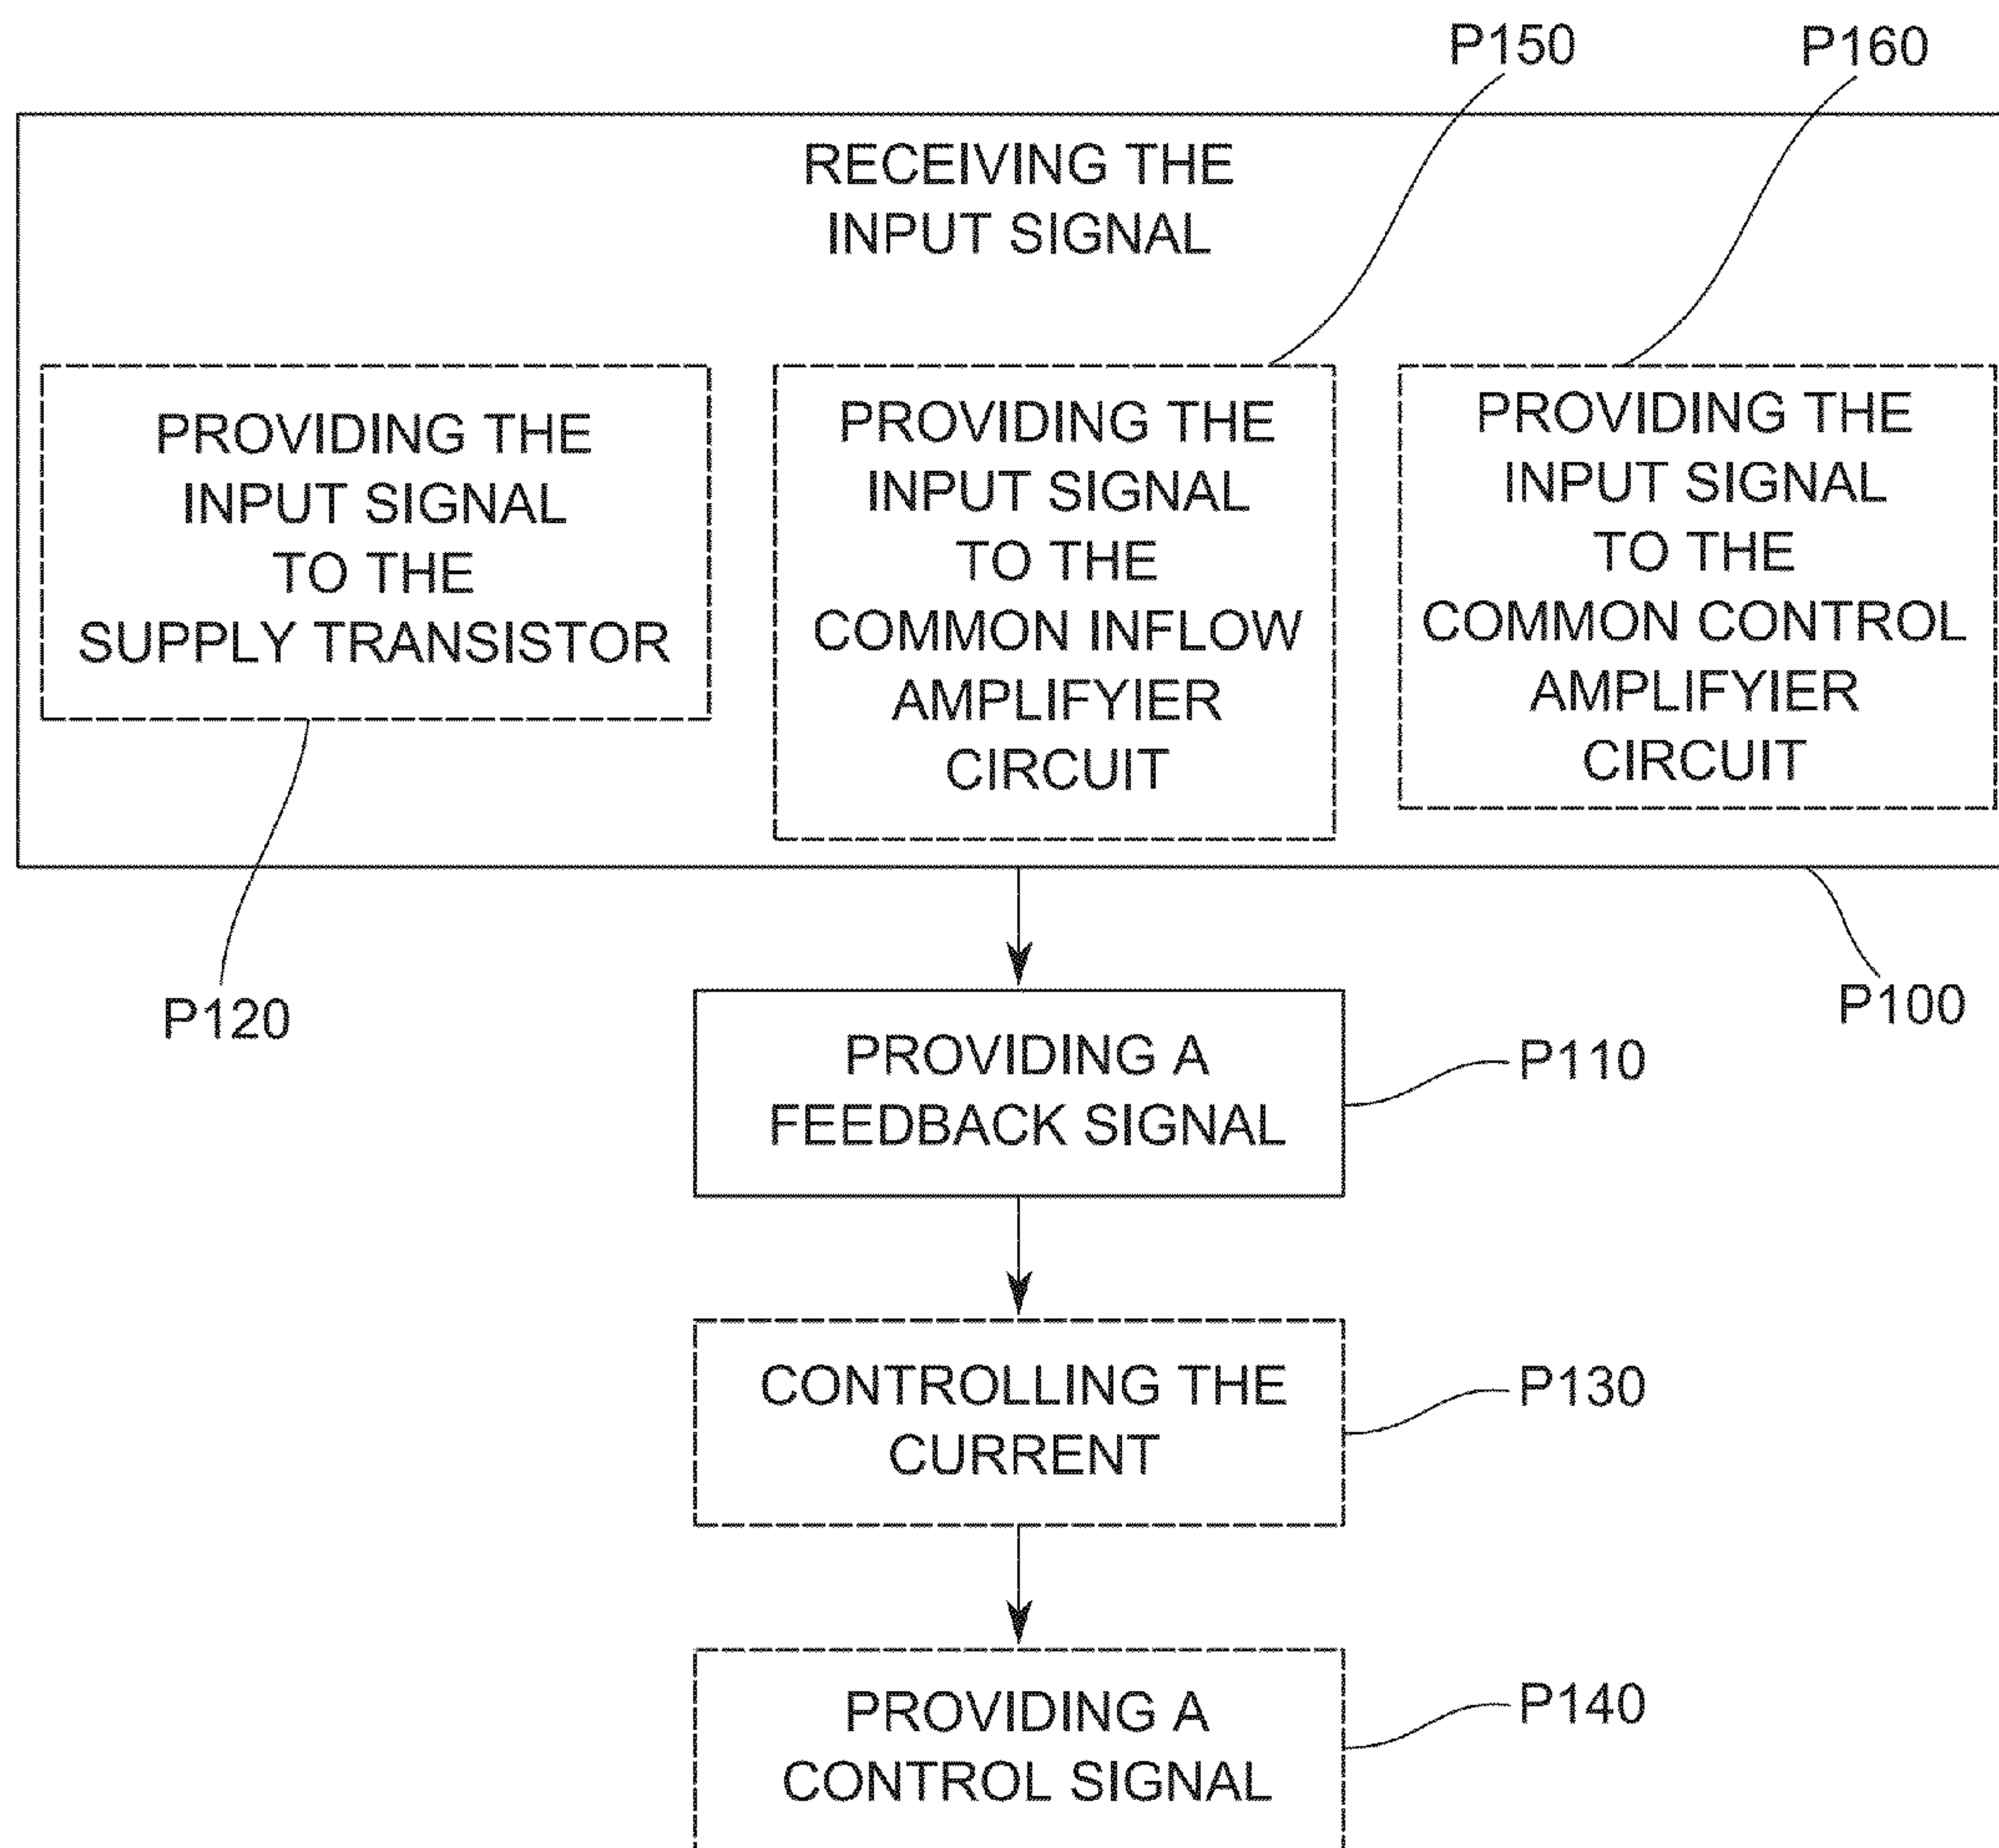 P150
P160
RECEIVING THE
INPUT SIGNAL
PROVIDING THE
INPUT SIGNAL
TO THE
SUPPLY TRANSISTOR
PROVIDING THE
INPUT SIGNAL
TO THE
COMMON INFLOW
AMPLIFYIER
CIRCUIT
PROVIDING THE
INPUT SIGNAL
TO THE
COMMON CONTROL
AMPLIFYIER
CIRCUIT
P120
P100
PROVIDING A
FEEDBACK SIGNAL
P110
CONTROLLING THE
CURRENT
P130
PROVIDING A
CONTROL SIGNAL
P140